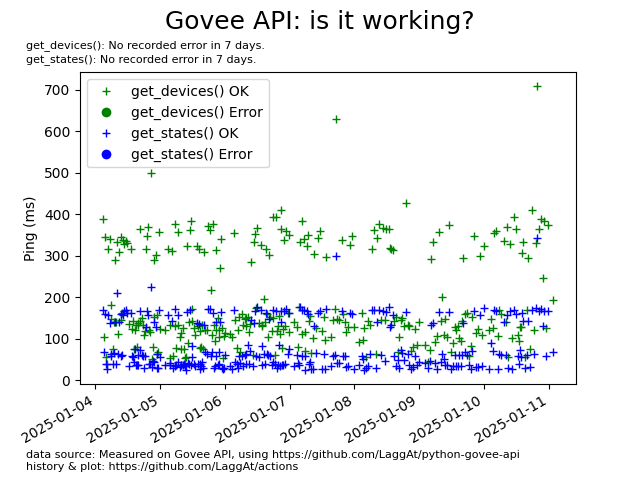 Govee API: is it working?
get_devices(): No recorded error in 7 days.
get_states(): No recorded error in 7 days.
get_devices() OK
get_devices() Error
get_states() OK
get_states() Error
Ping (ms)
700
600
500
400
300
200
100
0
2025-01-04
2025-01-05
2025-01-06
2025-01-07
2025-01-08
2025-01-09
2025-01-10
2025-01-11
data source: Measured on Govee API, using https://github.com/LaggAt/python-govee-api
history & plot: https://github.com/LaggAt/actions